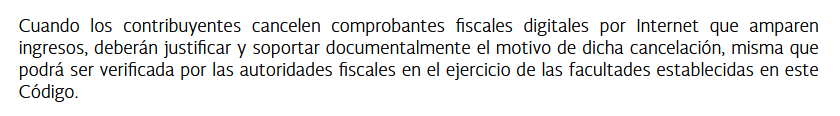 Cuando los contribuyentes cancelen comprobantes fiscales digitales por Internet que amparen
ingresos, deberán justificar y soportar documentalmente el motivo de dicha cancelación, misma que
podrá ser verificada por las autoridades fiscales en el ejercicio de las facultades establecidas en este
Código.